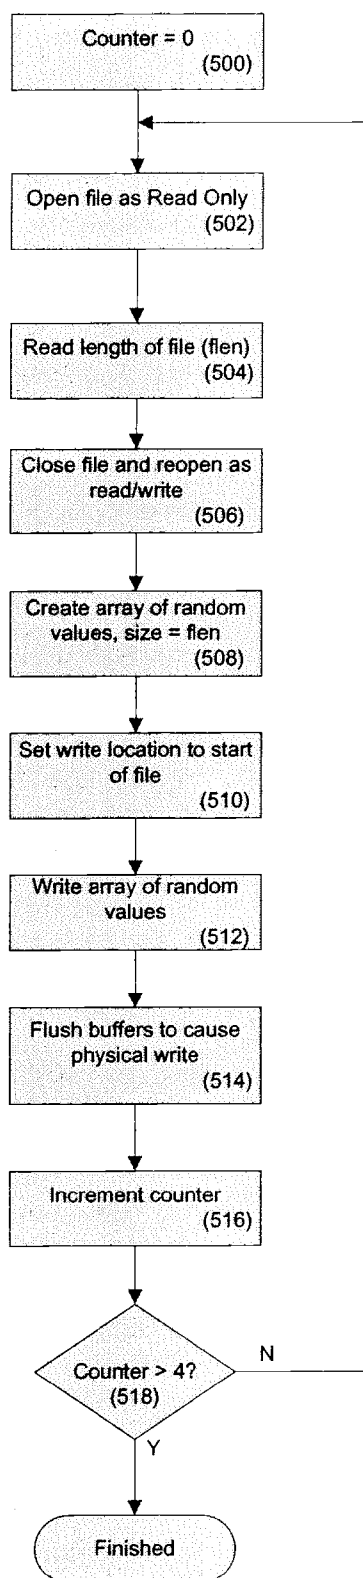 Counter = 0
(500)
Open file as Read Only
(502)
Read length of file (flen)
(504)
Close file and reopen as
read/write
(506)
Create array of random
values, size = flen
(508)
Set write location to start
of file
(510)
Write array of random
values
(512)
Flush buffers to cause
physical write
(514)
Increment counter
(516)
Counter > 4?
(518)
N
Y
Finished